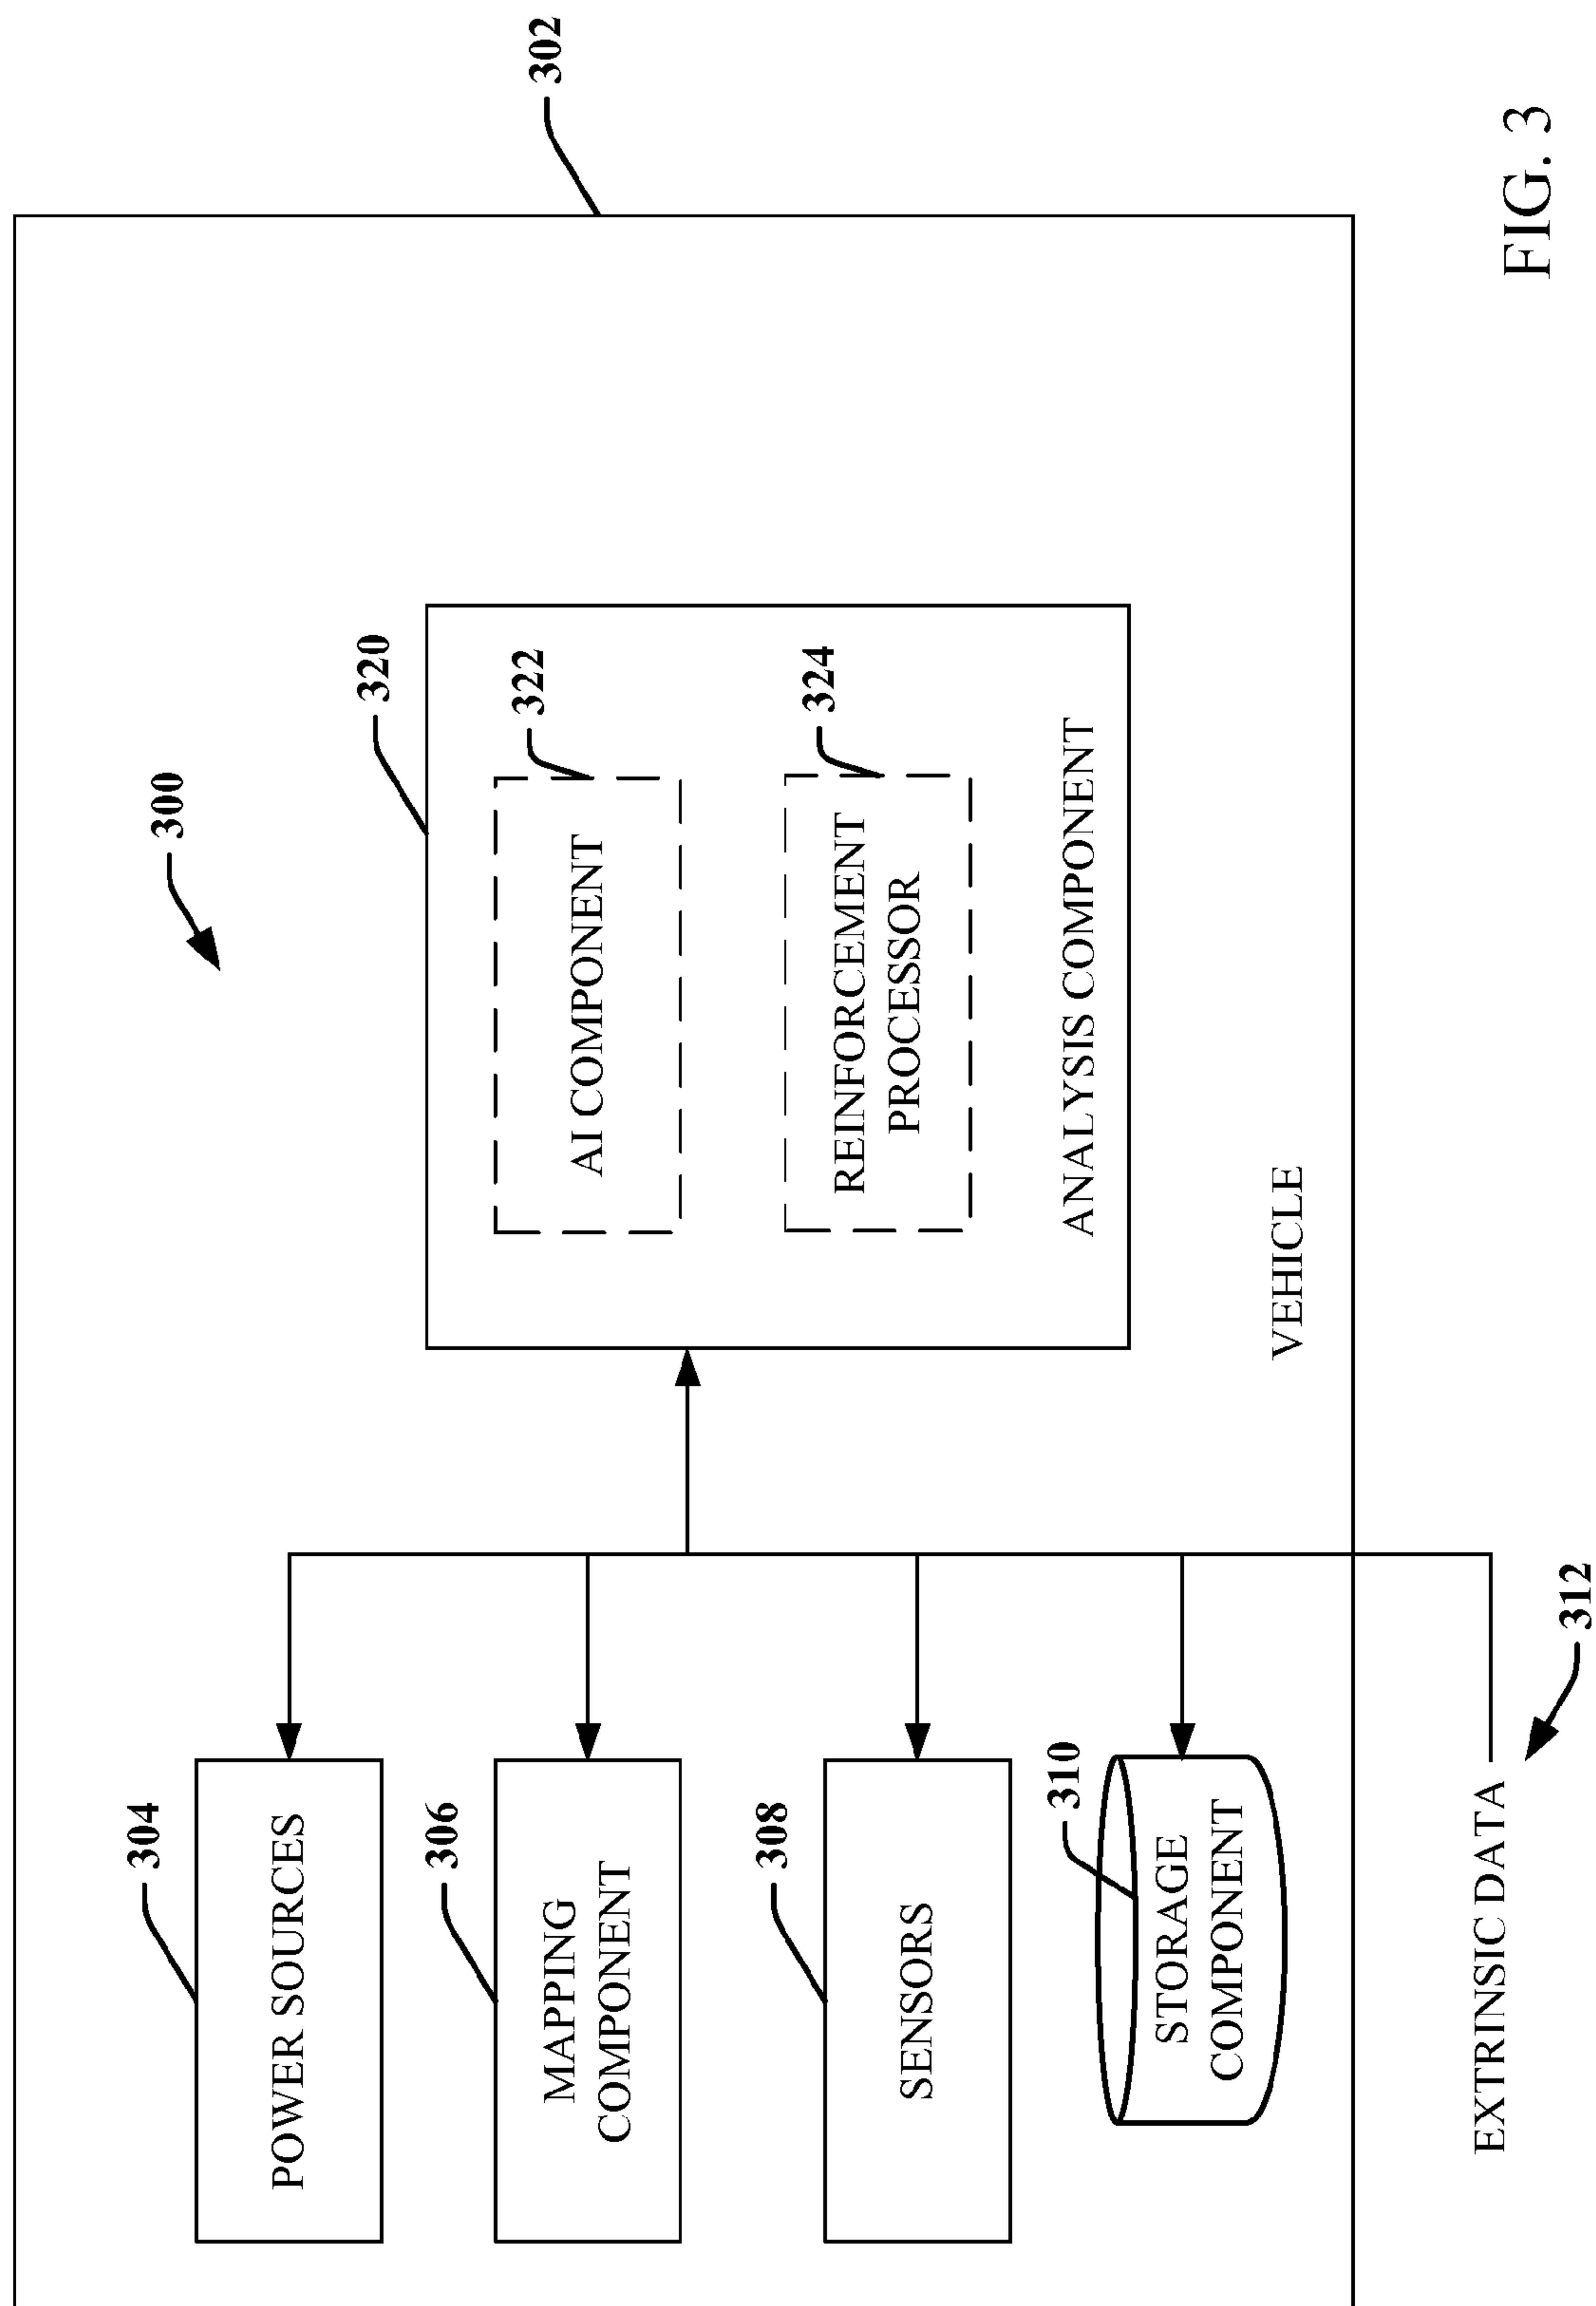 300
302
304
POWER SOURCES
306
MAPPING
COMPONENT
308
SENSORS
310
STORAGE
COMPONENT
320
322
AI COMPONENT
324
REINFORCEMENT
PROCESSOR
ANALYSIS COMPONENT
VEHICLE
EXTRINSIC DATA
312
FIG. 3